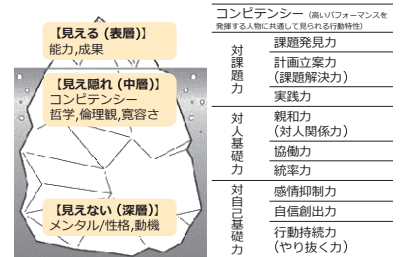 【見える (表層)】
能力,成果
【見え隠れ (中層)】
コンピテンシー
哲学,倫理観,寛容さ
【見えない (深層)】
メンタル/性格,動機
コンピテンシー (高いパフォーマンスを
発揮する人物に共通して見られる行動特性)
対課題力
課題発見力
計画立案力
(課題解決力)
実践力
対人基礎力
親和力
(対人関係力)
協働力
統率力
対自己基礎力
感情抑制力
自信創出力
行動持続力
(やり抜く力)